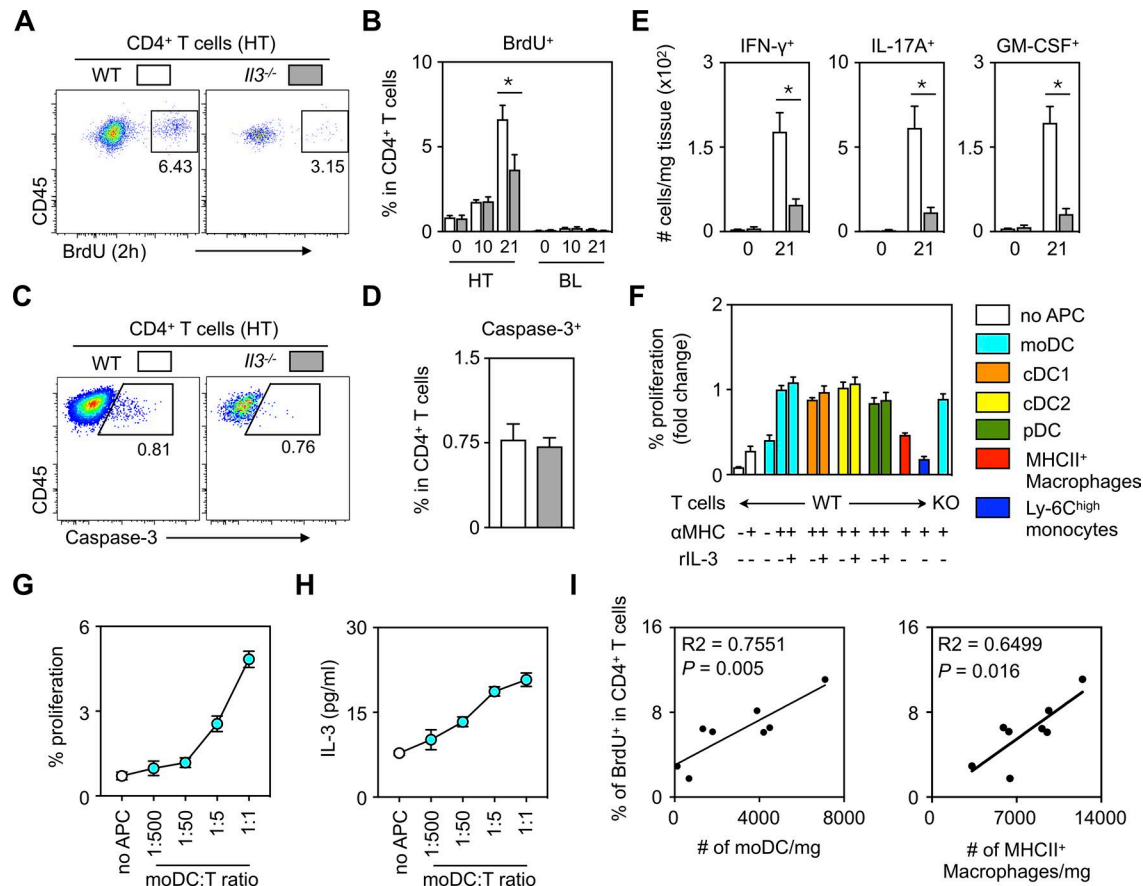 A
CD4⁺ T cells (HT)
WT Il3⁻/⁻
6.43
3.15
CD45
BrdU (2h)
B
BrdU⁺
*
% in CD4⁺ T cells
10
5
0
0 10 21 0 10 21
HT BL
C
CD4⁺ T cells (HT)
WT Il3⁻/⁻
0.81
0.76
CD45
Caspase-3
D
Caspase-3⁺
% in CD4⁺ T cells
1.5
0.75
0
E
IFN-γ⁺ IL-17A⁺ GM-CSF⁺
# cells/mg tissue (x10²)
3
1.5
0
*
0 21
10
5
0
*
0 21
3
1.5
0
*
0 21
F
% proliferation
(fold change)
2
1
0
T cells WT KO
αMHC - + - + + + + + + + + + + +
rIL-3 - - - - + - + - + - + - - -
no APC
moDC
cDC1
cDC2
pDC
MHCII⁺
Macrophages
Ly-6Cʰⁱᵍʰ
monocytes
G
% proliferation
6
3
0
no APC
1:500
1:50
1:5
1:1
moDC:T ratio
H
IL-3 (pg/ml)
30
15
0
no APC
1:500
1:50
1:5
1:1
moDC:T ratio
I
% of BrdU⁺ in CD4⁺ T cells
16
8
0
R2 = 0.7551
P = 0.005
0 4000 8000
# of moDC/mg
16
8
0
R2 = 0.6499
P = 0.016
0 7000 14000
# of MHCII⁺
Macrophages/mg